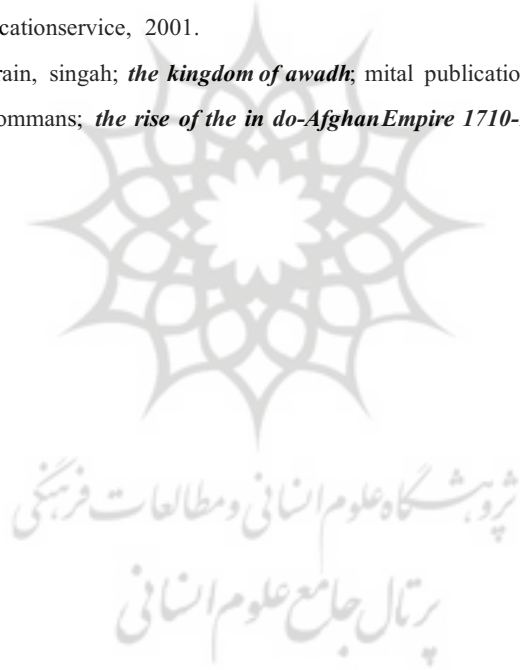 cationservice, 2001.
rain, singah; the kingdom of awadh; mital publicatio
ommans; the rise of the in do-Afghan Empire 1710-
پژوهشگاه علوم انسانی و مطالعات فرهنگی
پرتال جامع علوم انسانی